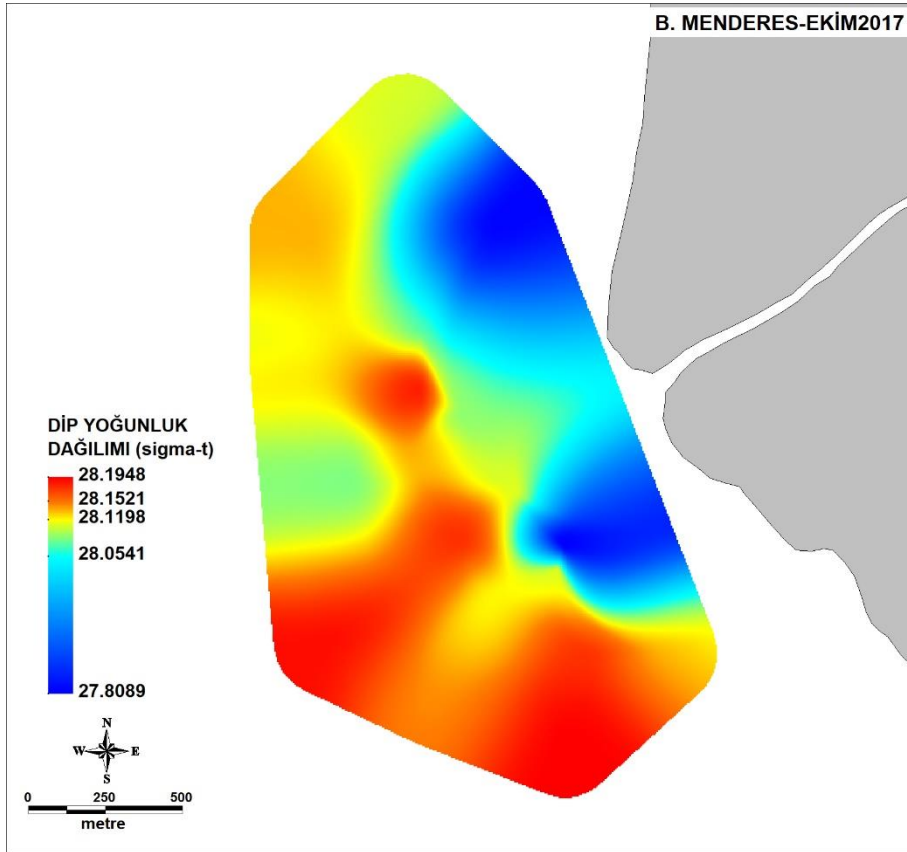 B. MENDERES-EKİM2017
DİP YOĞUNLUK
DAĞILIMI (sigma-t)
28.1948
28.1521
28.1198
28.0541
27.8089
N
W E
S
0 250 500
metre